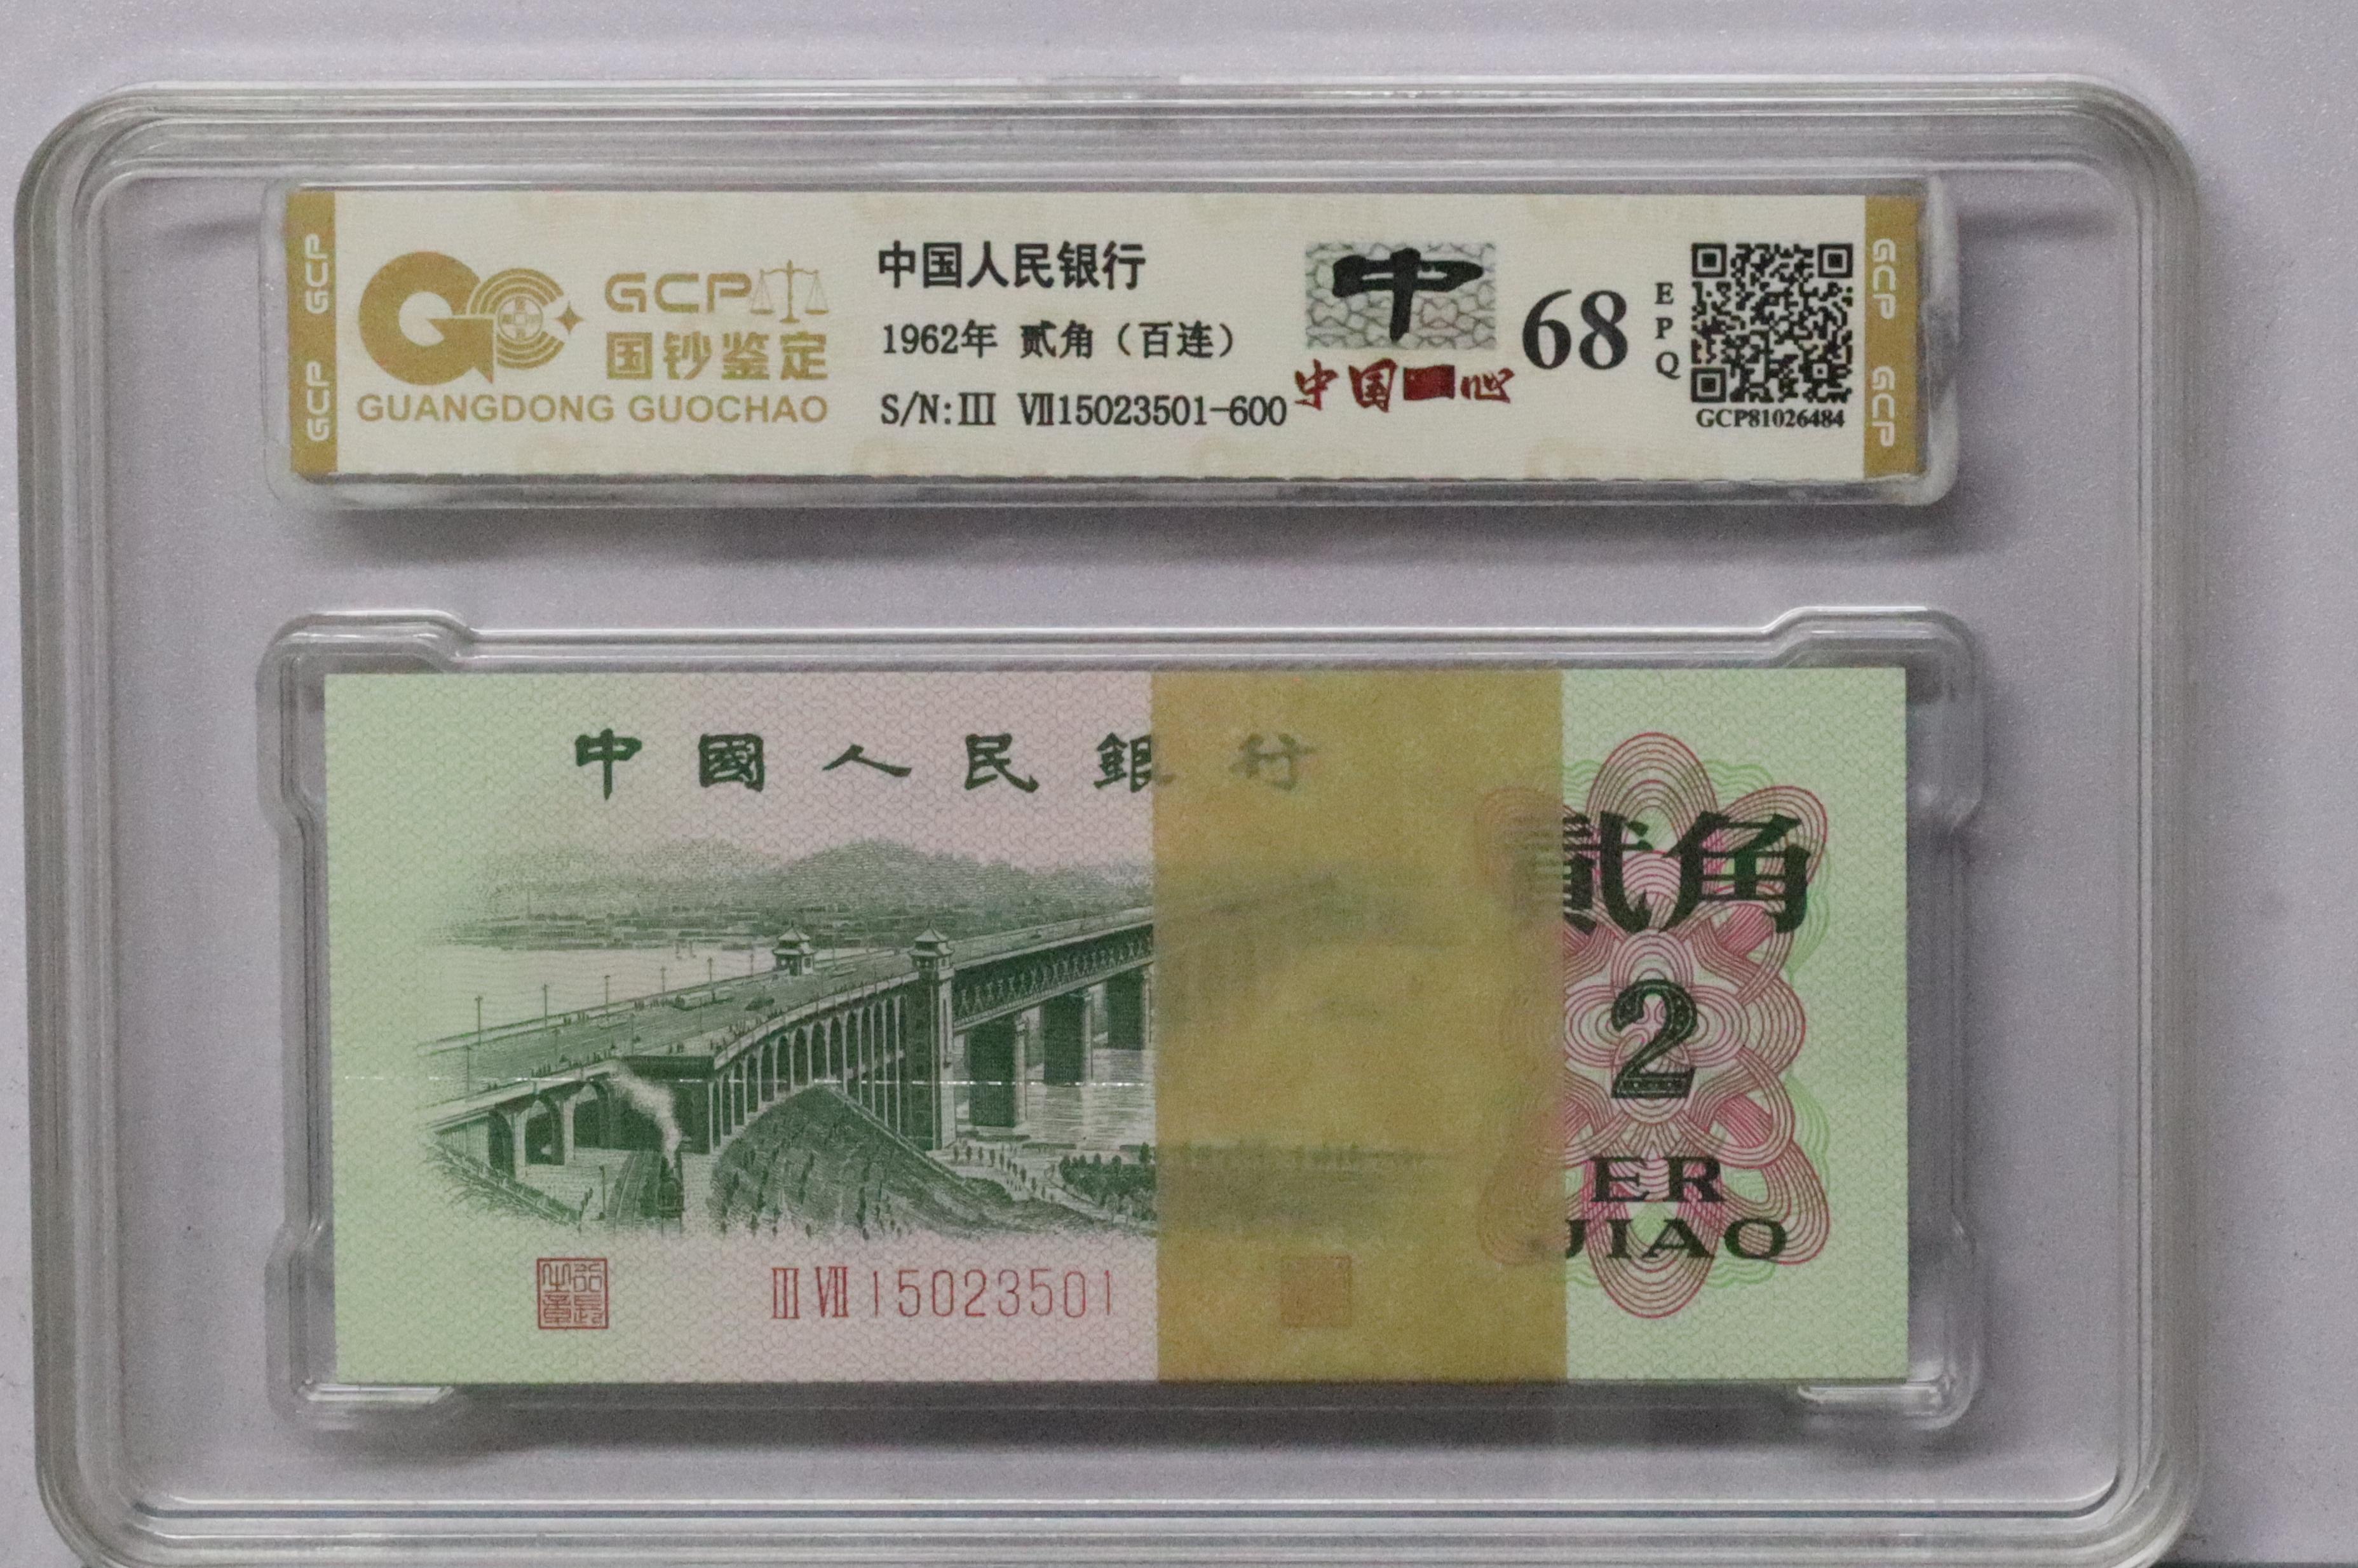 GCP GCP
GCP
国钞鉴定
GUANGDONG GUOCHAO
中国人民银行
1962年 贰角（百连）
S/N:Ⅲ Ⅶ15023501-600
中
中国一心
68
EPQ
GCP81026484
GCP GCP
中國人民銀行
貳角
2
ER
JIAO
Ⅲ Ⅶ 15023501